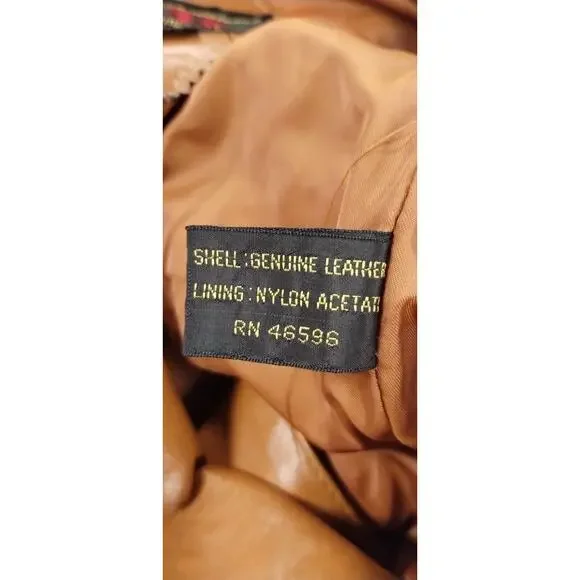 SHELL:GENUINE LEATHER
LINING:NYLON ACETAT
RN 46596